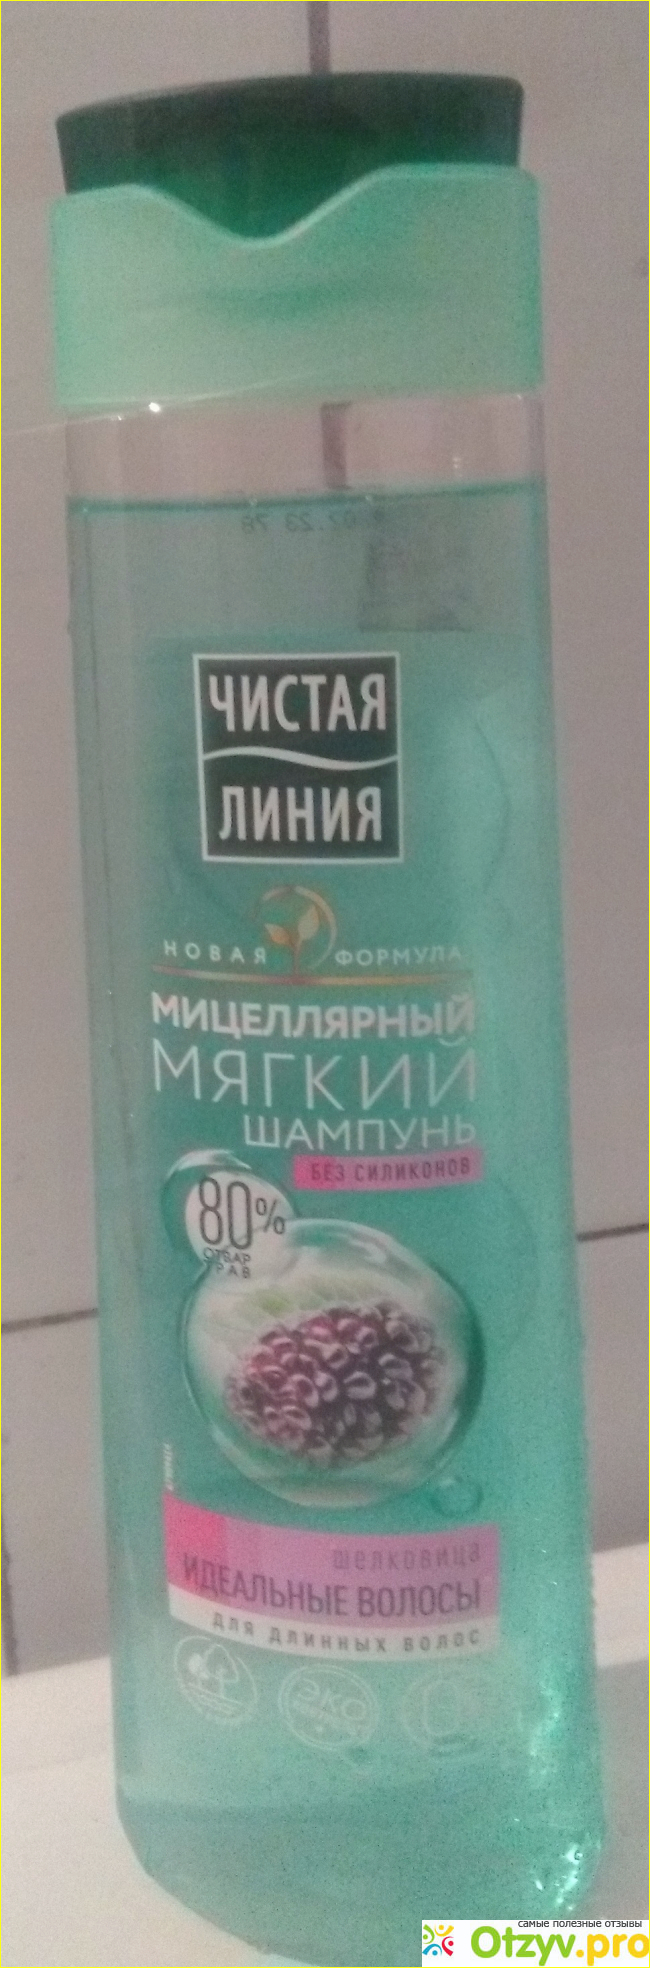 ЧИСТАЯ
ЛИНИЯ
НОВАЯ ФОРМУЛА
МИЦЕЛЛЯРНЫЙ
МЯГКИЙ
ШАМПУНЬ
БЕЗ СИЛИКОНОВ
80%
ОТВАР
ТРАВ
шелковица
ИДЕАЛЬНЫЕ ВОЛОСЫ
для длинных волос
ЭКО
самые полезные отзывы
Otzyv.pro